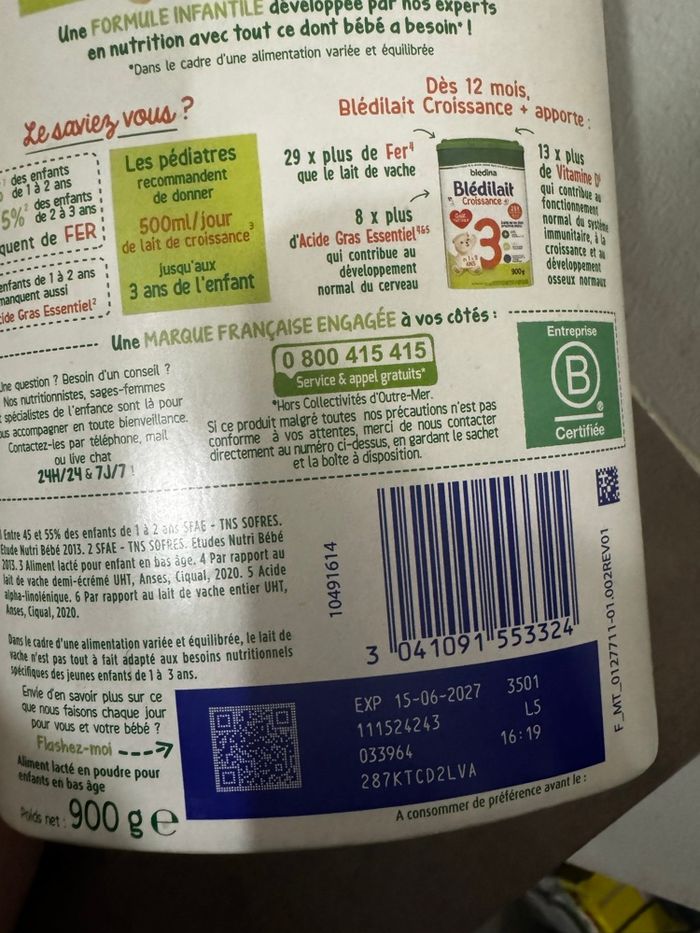 Une FORMULE INFANTILE développée par nos experts
en nutrition avec tout ce dont bébé a besoin* !
*Dans le cadre d'une alimentation variée et équilibrée
Le saviez vous ?
des enfants
de 1 à 2 ans
5%
des enfants
de 2 à 3 ans
quent de FER
enfants de 1 à 2 ans
manquent aussi
cide Gras Essentiel²
Les pédiatres
recommandent
de donner
500ml/jour
de lait de croissance³
jusqu'aux
3 ans de l'enfant
Dès 12 mois,
Blédilait Croissance + apporte :
29 x plus de Fer⁴
que le lait de vache
8 x plus
d'Acide Gras Essentiel⁴⁵⁶
qui contribue au
développement
normal du cerveau
bledina
Blédilait
Croissance +
3
900g
13 x plus
de Vitamine D
qui contribue au
fonctionnement
normal du système
immunitaire, à la
croissance et au
développement
osseux normaux
Une MARQUE FRANÇAISE ENGAGÉE à vos côtés :
Une question ? Besoin d'un conseil ?
Nos nutritionnistes, sages-femmes
t spécialistes de l'enfance sont là pour
us accompagner en toute bienveillance.
Contactez-les par téléphone, mail
ou live chat
24H/24 & 7J/7 !
0 800 415 415
Service & appel gratuits*
*Hors Collectivités d'Outre-Mer.
Si ce produit malgré toutes nos précautions n'est pas
conforme à vos attentes, merci de nous contacter
directement au numéro ci-dessus, en gardant le sachet
et la boîte à disposition.
Entreprise
B
®
Certifiée
1 Entre 45 et 55% des enfants de 1 à 2 ans SFAE - TNS SOFRES.
Etude Nutri Bébé 2013. 2 SFAE - TNS SOFRES. Etudes Nutri Bébé
2013. 3 Aliment lacté pour enfant en bas âge. 4 Par rapport au
lait de vache demi-écrémé UHT, Anses, Ciqual, 2020. 5 Acide
alpha-linolénique. 6 Par rapport au lait de vache entier UHT,
Anses, Ciqual, 2020.
10491614
3 041091 553324
F_MT_0127711-01.002REV01
Dans le cadre d'une alimentation variée et équilibrée, le lait de
vache n'est pas tout à fait adapté aux besoins nutritionnels
spécifiques des jeunes enfants de 1 à 3 ans.
Envie d'en savoir plus sur ce
que nous faisons chaque jour
pour vous et votre bébé ?
Flashez-moi
Aliment lacté en poudre pour
enfants en bas âge
Poids net : 900 g e
EXP 15-06-2027 3501
111524243 L5
033964 16:19
287KTCD2LVA
A consommer de préférence avant le :